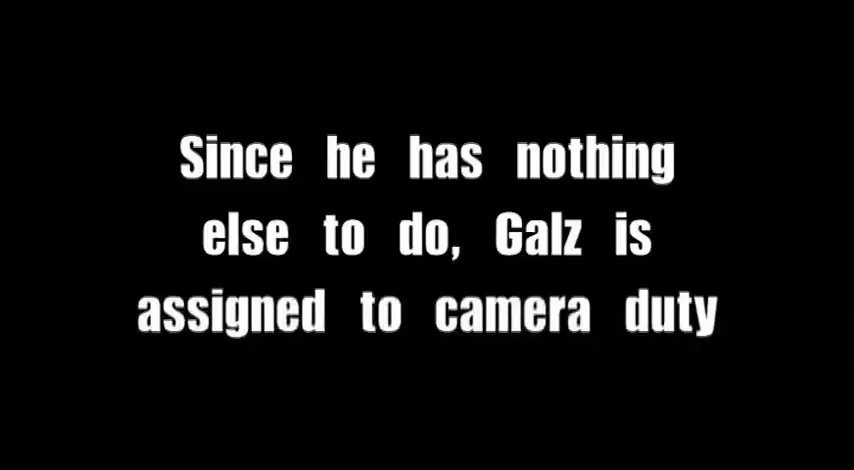 Since he has nothing
else to do, Galz is
assigned to camera duty